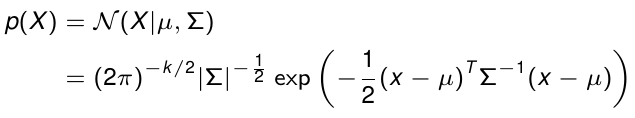 p(X) = 𝒩(X|μ, Σ)
= (2π)^{-k/2}|Σ|^{-1/2} exp(-1/2(x − μ)^T Σ^{-1}(x − μ))